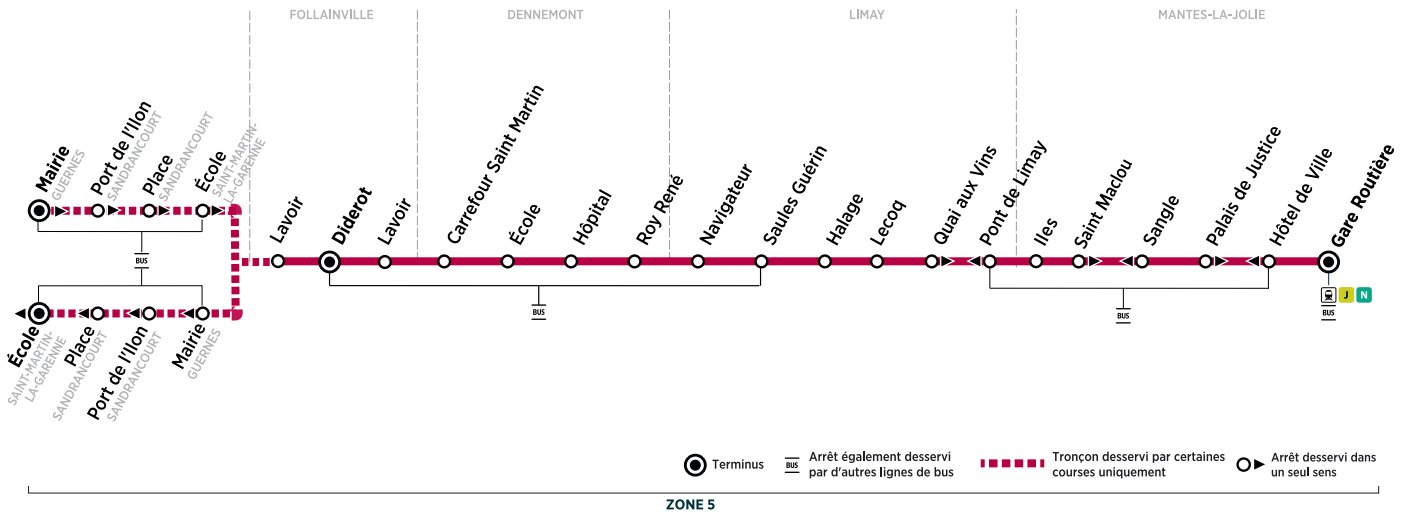 FOLLAINVILLE
DENNEMONT
LIMAY
MANTES-LA-JOLIE
Mairie
GUERNES
Port de l'Ilon
SANDRANCOURT
Place
SANDRANCOURT
École
SAINT-MARTIN-
LA-GARENNE
Lavoir
Diderot
Lavoir
Carrefour Saint Martin
École
Hôpital
Roy René
Navigateur
Saules Guérin
Halage
Lecoq
Quai aux Vins
Pont de Limay
Iles
Saint Maclou
Sangle
Palais de Justice
Hôtel de Ville
Gare Routière
BUS
BUS
BUS
J
N
BUS
École
SAINT-MARTIN-
LA-GARENNE
Place
SANDRANCOURT
Port de l'Ilon
SANDRANCOURT
Mairie
GUERNES
Terminus
BUS
Arrêt également desservi
par d'autres lignes de bus
Tronçon desservi par certaines
courses uniquement
Arrêt desservi dans
un seul sens
ZONE 5